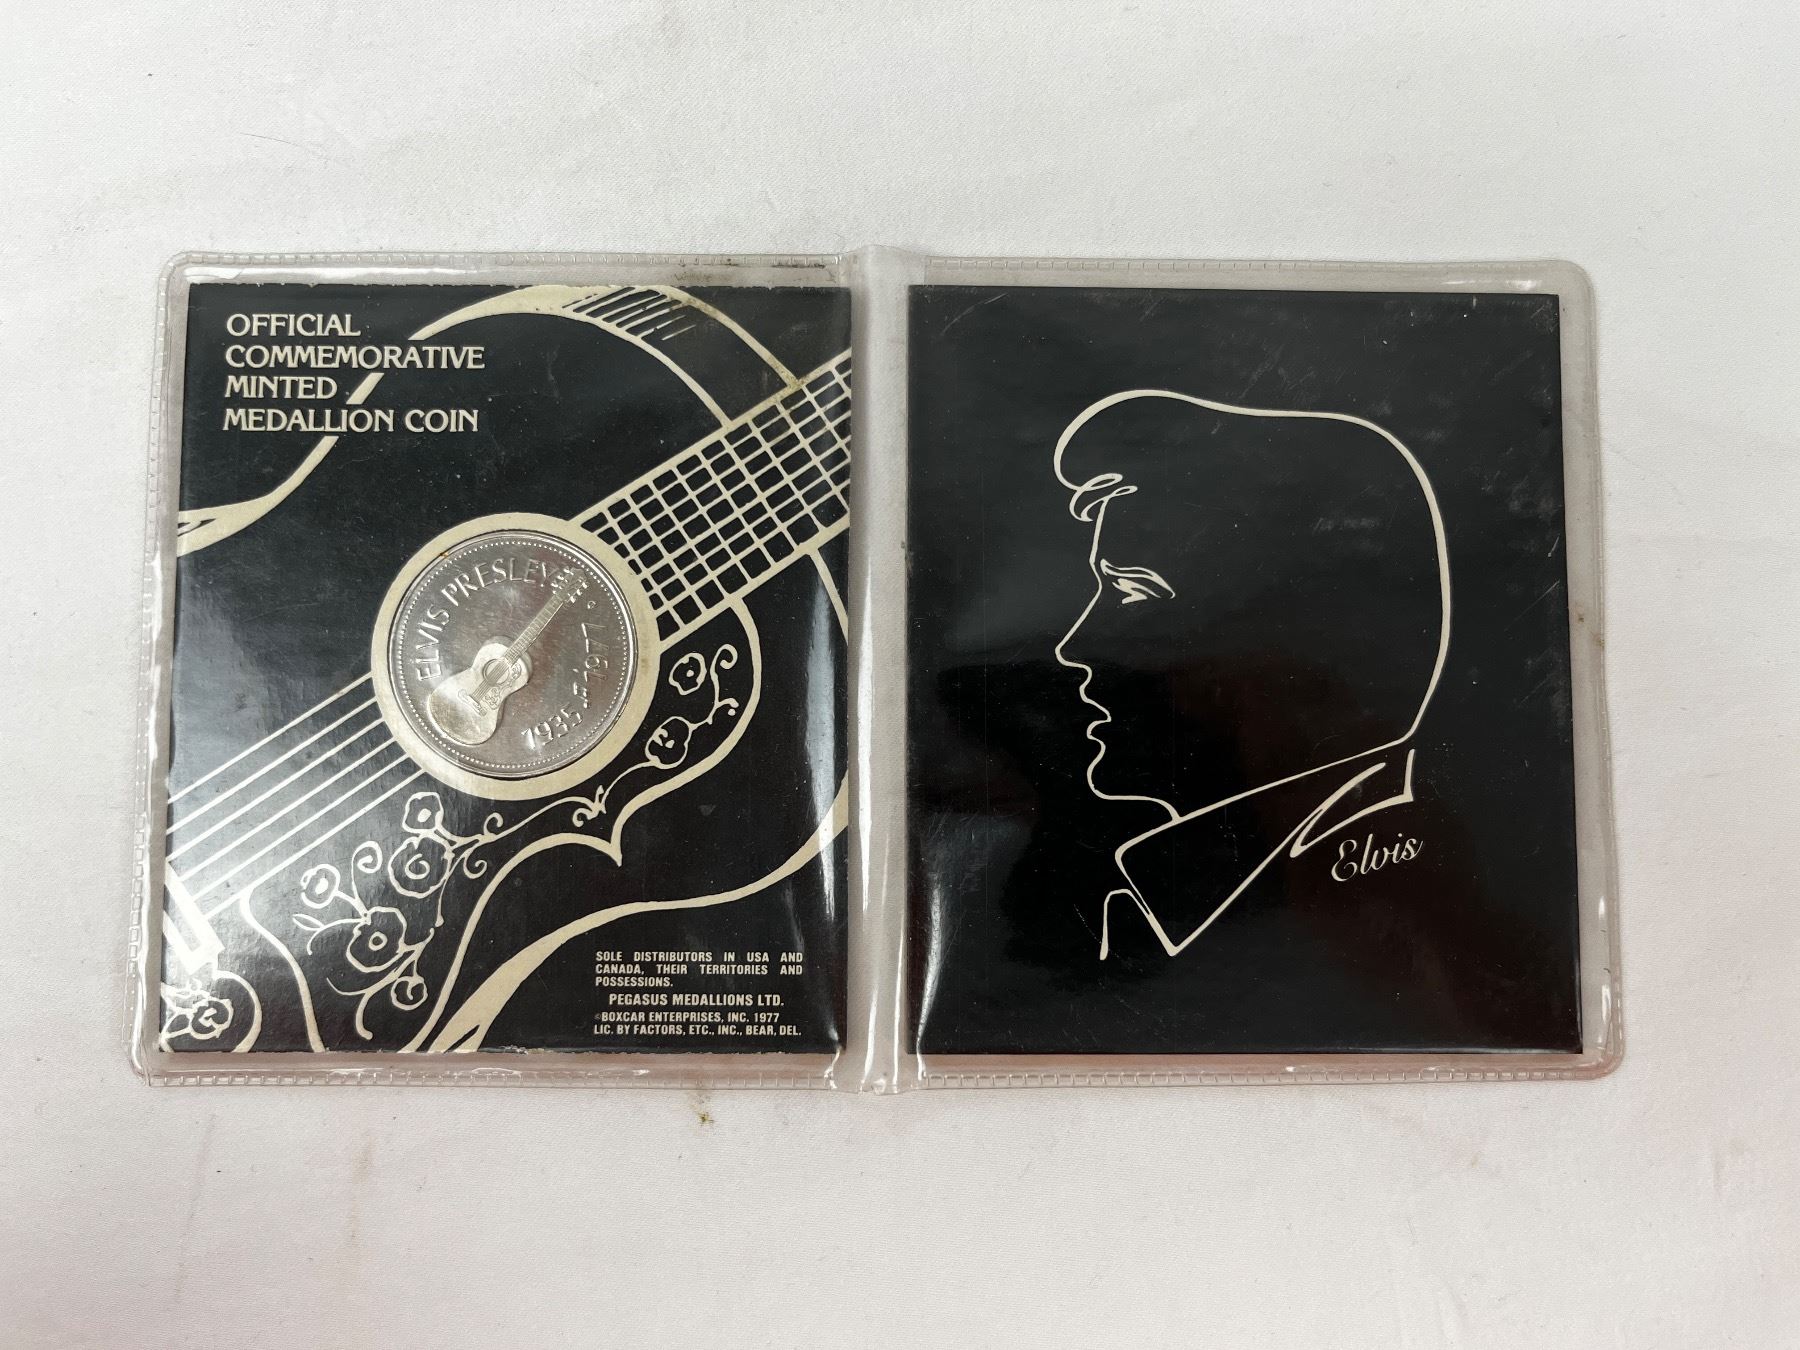 OFFICIAL
COMMEMORATIVE
MINTED
MEDALLION COIN
ELVIS PRESLEY
1935 1977
SOLE DISTRIBUTORS IN USA AND
CANADA, THEIR TERRITORIES AND
POSSESSIONS.
PEGASUS MEDALLIONS LTD.
©BOXCAR ENTERPRISES, INC. 1977
LIC. BY FACTORS, ETC., INC., BEAR, DEL.
Elvis